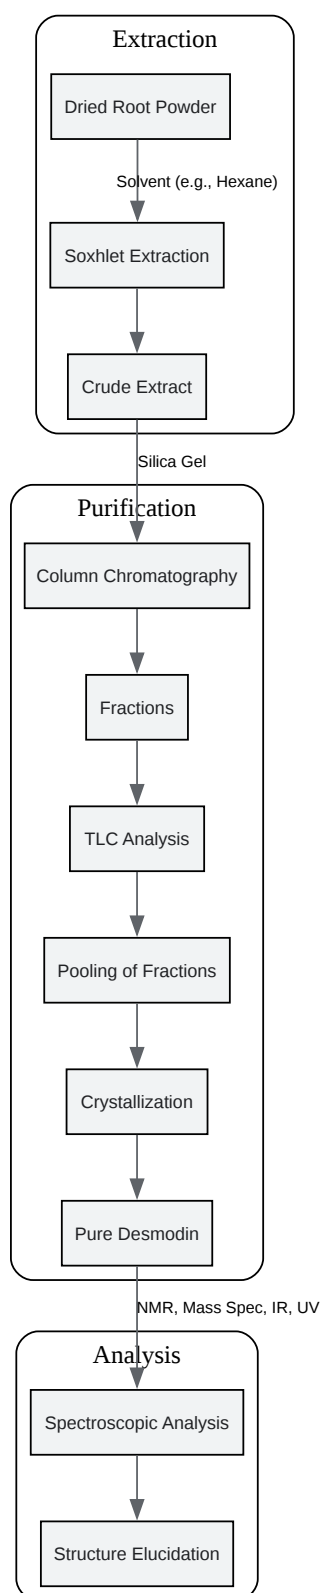 Extraction
Dried Root Powder
Solvent (e.g., Hexane)
Soxhlet Extraction
Crude Extract
Silica Gel
Purification
Column Chromatography
Fractions
TLC Analysis
Pooling of Fractions
Crystallization
Pure Desmodin
NMR, Mass Spec, IR, UV
Analysis
Spectroscopic Analysis
Structure Elucidation